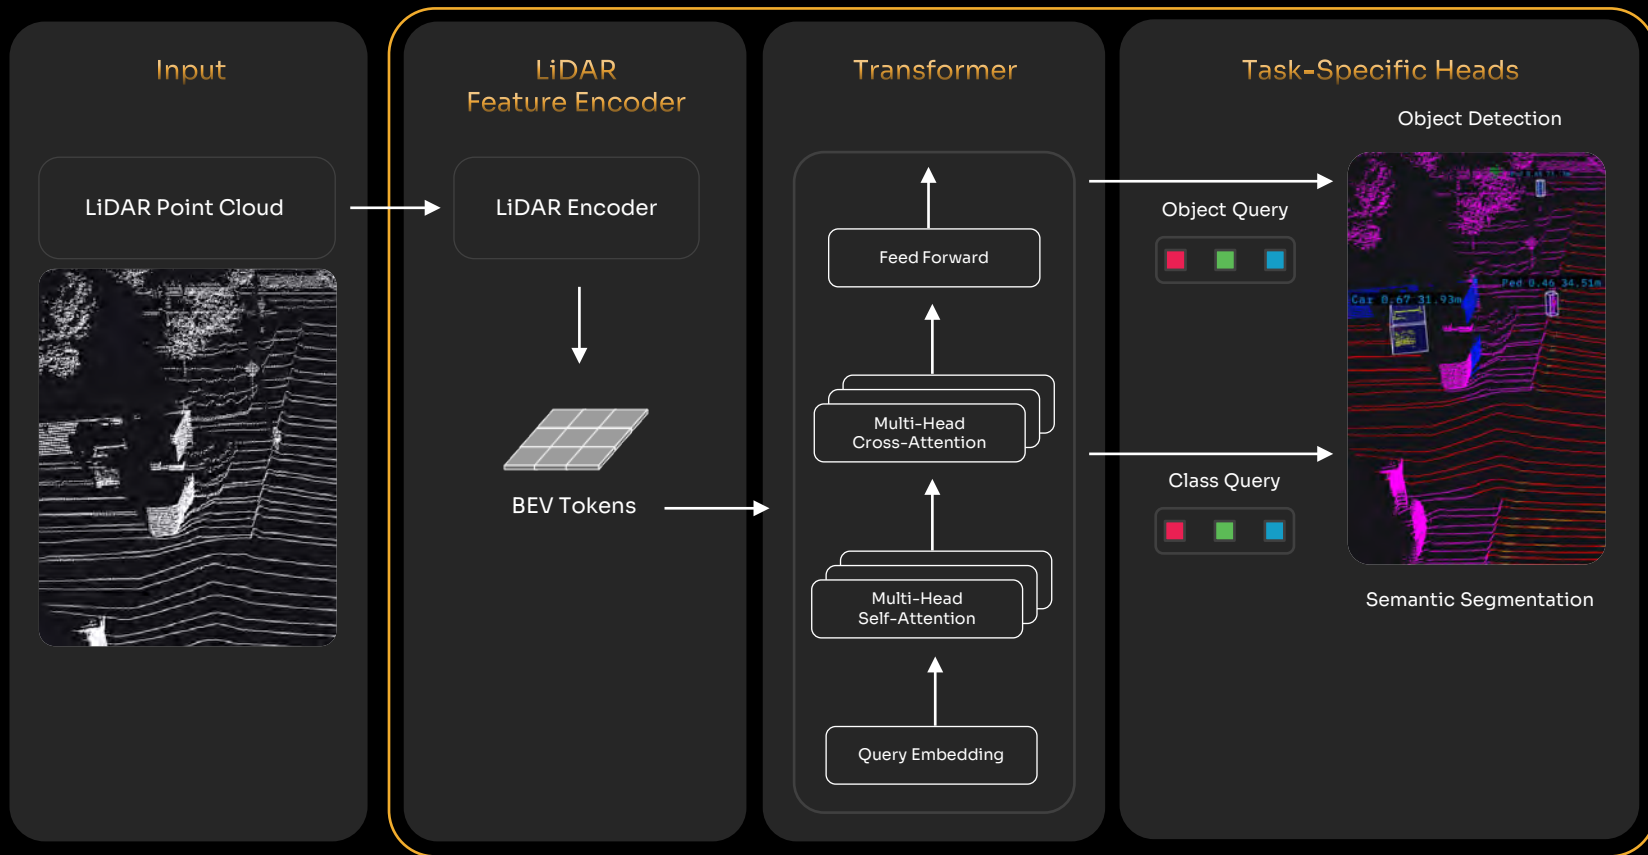 Input
LiDAR Point Cloud
LiDAR
Feature Encoder
LiDAR Encoder
BEV Tokens
Transformer
Feed Forward
Multi-Head
Cross-Attention
Multi-Head
Self-Attention
Query Embedding
Task-Specific Heads
Object Detection
Object Query
Class Query
Car 0.67 31.93m
Ped 0.46 34.51m
Semantic Segmentation